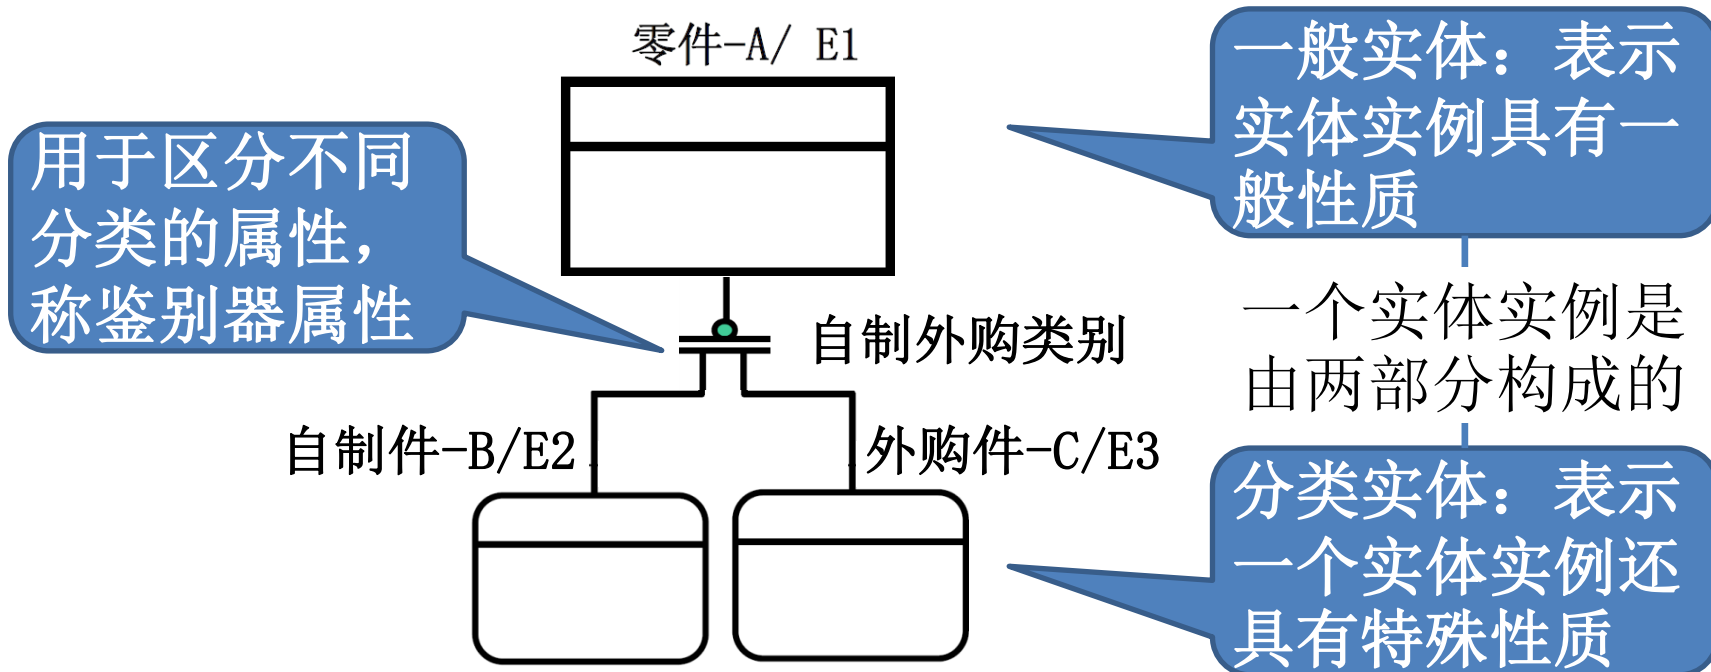 零件-A/ E1
一般实体：表示
实体实例具有一
般性质
用于区分不同
分类的属性，
称鉴别器属性
自制外购类别
一个实体实例是
由两部分构成的
自制件-B/E2
外购件-C/E3
分类实体：表示
一个实体实例还
具有特殊性质